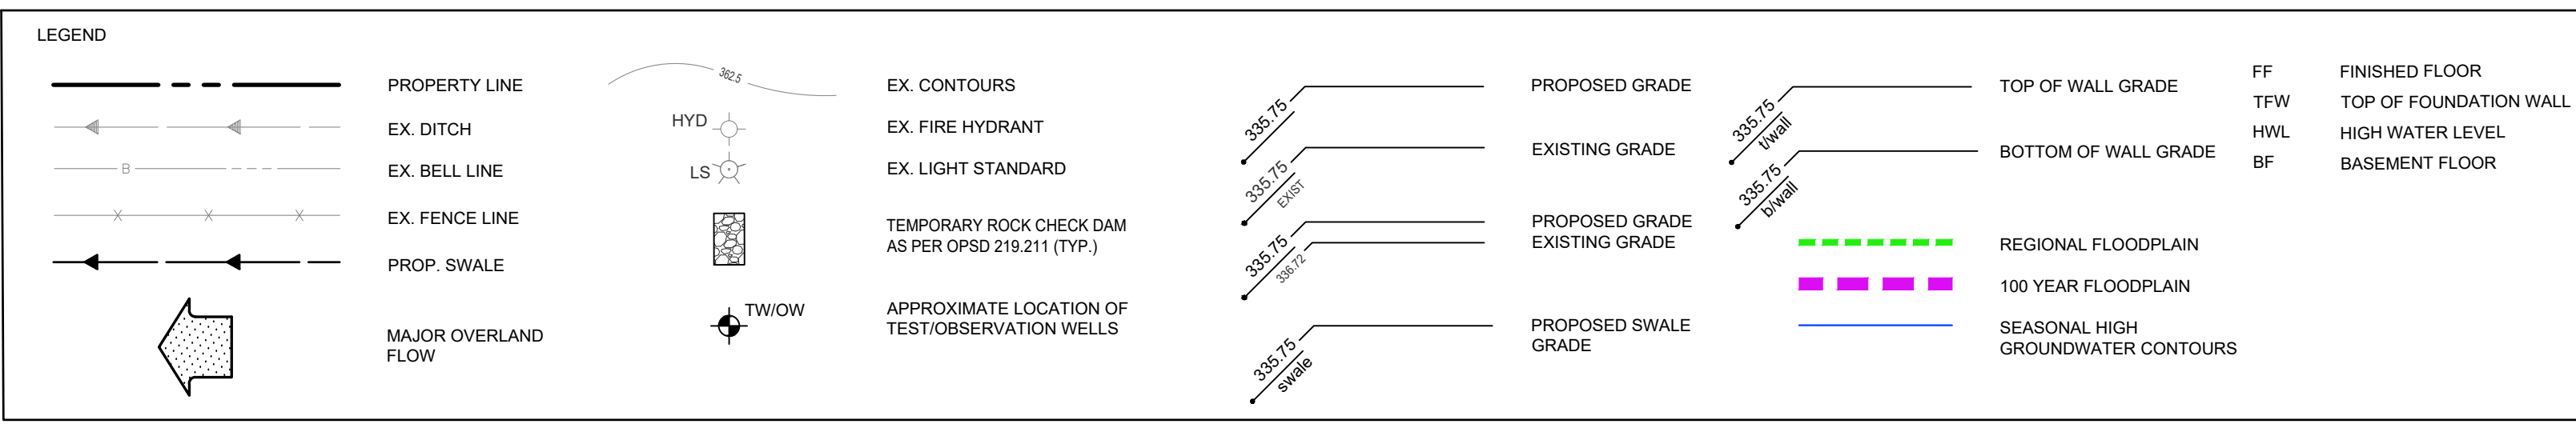 LEGEND
PROPERTY LINE
EX. DITCH
B
EX. BELL LINE
EX. FENCE LINE
PROP. SWALE
MAJOR OVERLAND
FLOW
362.5
EX. CONTOURS
HYD
EX. FIRE HYDRANT
LS
EX. LIGHT STANDARD
TEMPORARY ROCK CHECK DAM
AS PER OPSD 219.211 (TYP.)
TW/OW
APPROXIMATE LOCATION OF
TEST/OBSERVATION WELLS
335.75
PROPOSED GRADE
335.75
EXIST
EXISTING GRADE
335.75
336.72
PROPOSED GRADE
EXISTING GRADE
335.75
swale
PROPOSED SWALE
GRADE
335.75
t/wall
TOP OF WALL GRADE
335.75
b/wall
BOTTOM OF WALL GRADE
REGIONAL FLOODPLAIN
100 YEAR FLOODPLAIN
SEASONAL HIGH
GROUNDWATER CONTOURS
FF FINISHED FLOOR
TFW TOP OF FOUNDATION WALL
HWL HIGH WATER LEVEL
BF BASEMENT FLOOR